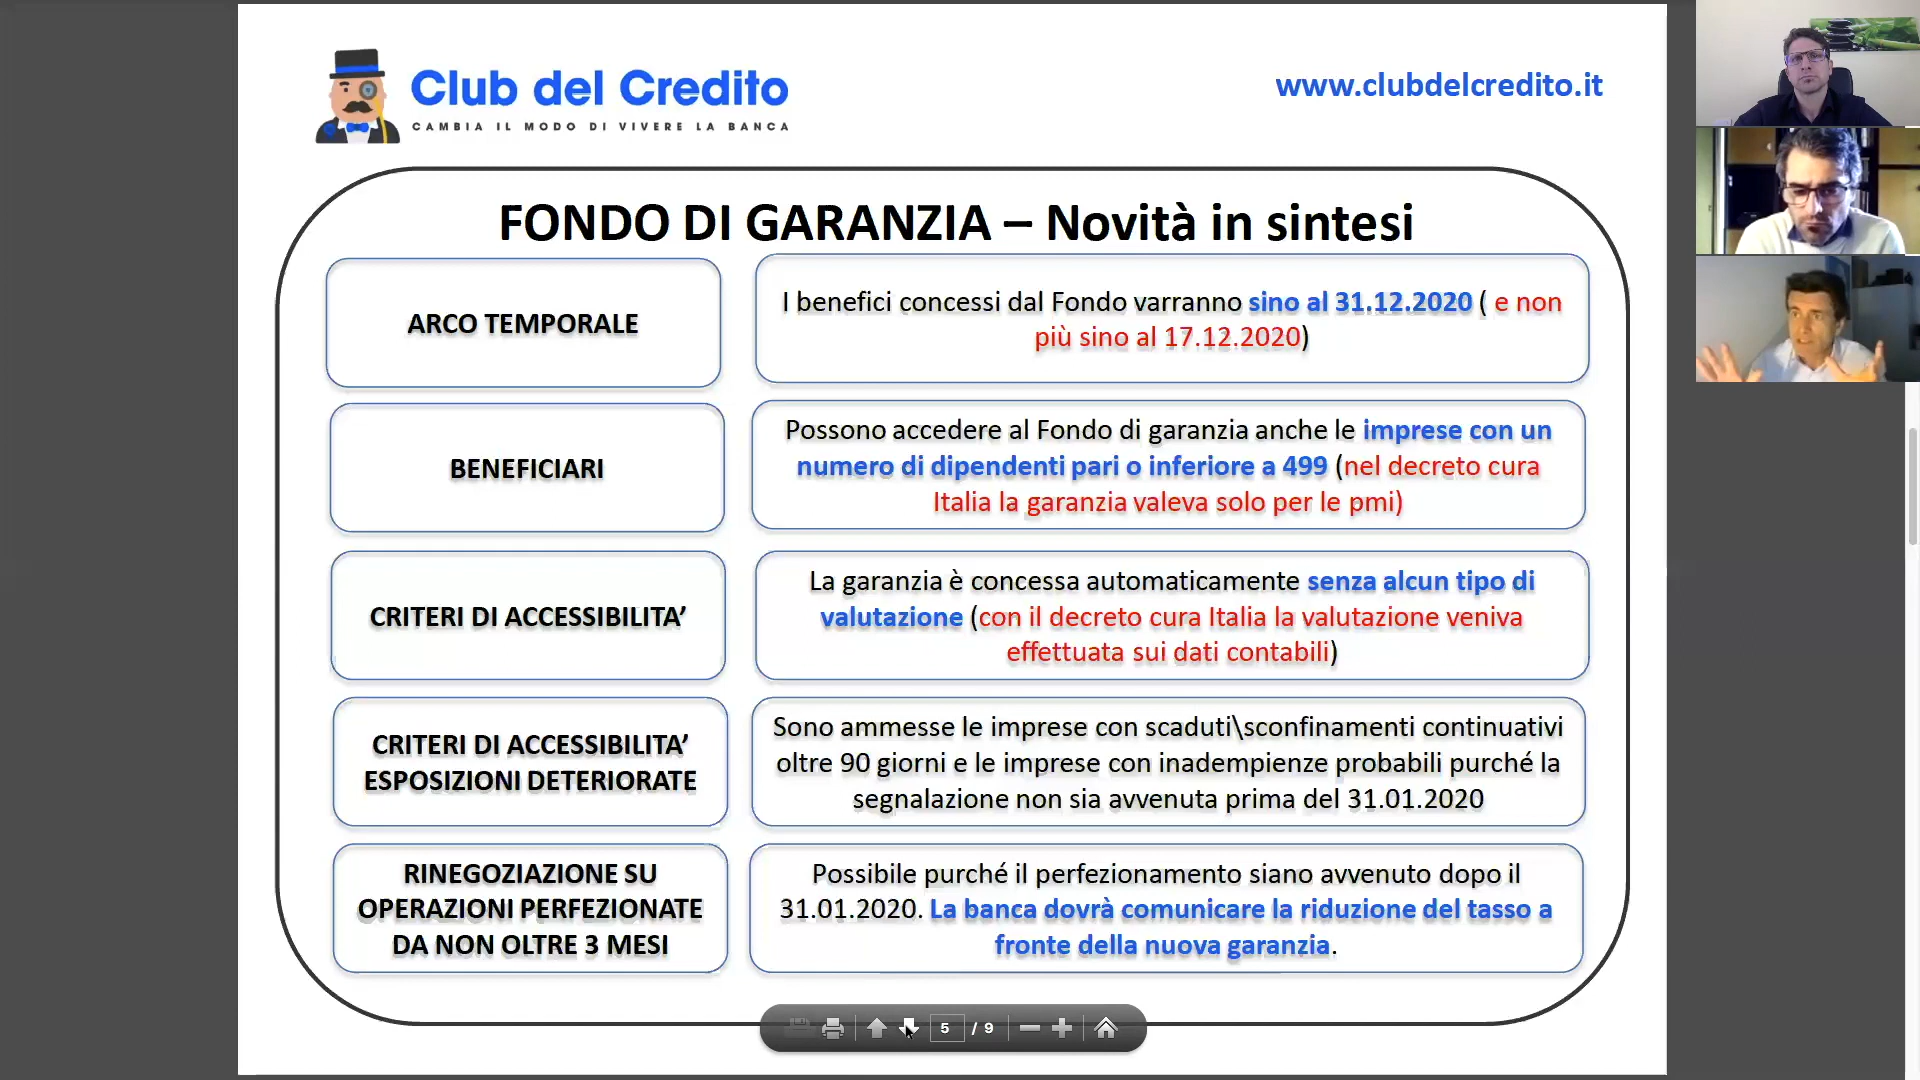 Club del Credito
CAMBIA IL MODO DI VIVERE LA BANCA
www.clubdelcredito.it
FONDO DI GARANZIA – Novità in sintesi
ARCO TEMPORALE
I benefici concessi dal Fondo varranno sino al 31.12.2020 ( e non
più sino al 17.12.2020)
BENEFICIARI
Possono accedere al Fondo di garanzia anche le imprese con un
numero di dipendenti pari o inferiore a 499 (nel decreto cura
Italia la garanzia valeva solo per le pmi)
CRITERI DI ACCESSIBILITA’
La garanzia è concessa automaticamente senza alcun tipo di
valutazione (con il decreto cura Italia la valutazione veniva
effettuata sui dati contabili)
CRITERI DI ACCESSIBILITA’
ESPOSIZIONI DETERIORATE
Sono ammesse le imprese con scaduti\sconfinamenti continuativi
oltre 90 giorni e le imprese con inadempienze probabili purché la
segnalazione non sia avvenuta prima del 31.01.2020
RINEGOZIAZIONE SU
OPERAZIONI PERFEZIONATE
DA NON OLTRE 3 MESI
Possibile purché il perfezionamento siano avvenuto dopo il
31.01.2020. La banca dovrà comunicare la riduzione del tasso a
fronte della nuova garanzia.
5 / 9